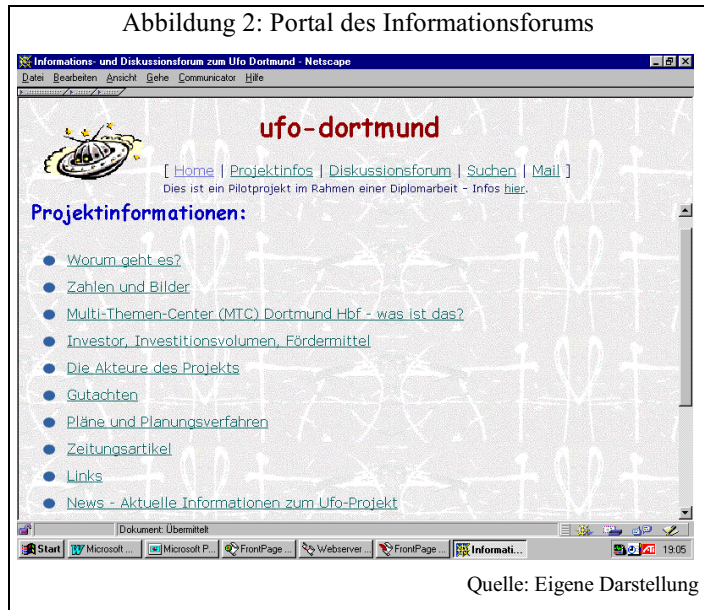 Abbildung 2: Portal des Informationsforums
Informations- und Diskussionsforum zum Ufo Dortmund - Netscape
Datei Bearbeiten Ansicht Gehe Communicator Hilfe
ufo-dortmund
[ Home | Projektinfos | Diskussionsforum | Suchen | Mail ]
Dies ist ein Pilotprojekt im Rahmen einer Diplomarbeit - Infos hier.
Projektinformationen:
Worum geht es?
Zahlen und Bilder
Multi-Themen-Center (MTC) Dortmund Hbf - was ist das?
Investor, Investitionsvolumen, Fördermittel
Die Akteure des Projekts
Gutachten
Pläne und Planungsverfahren
Zeitungsartikel
Links
News - Aktuelle Informationen zum Ufo-Projekt
Dokument: Übermittelt
Start Microsoft ... Microsoft P... FrontPage ... Webserver ... FrontPage ... Informati... 19:05
Quelle: Eigene Darstellung